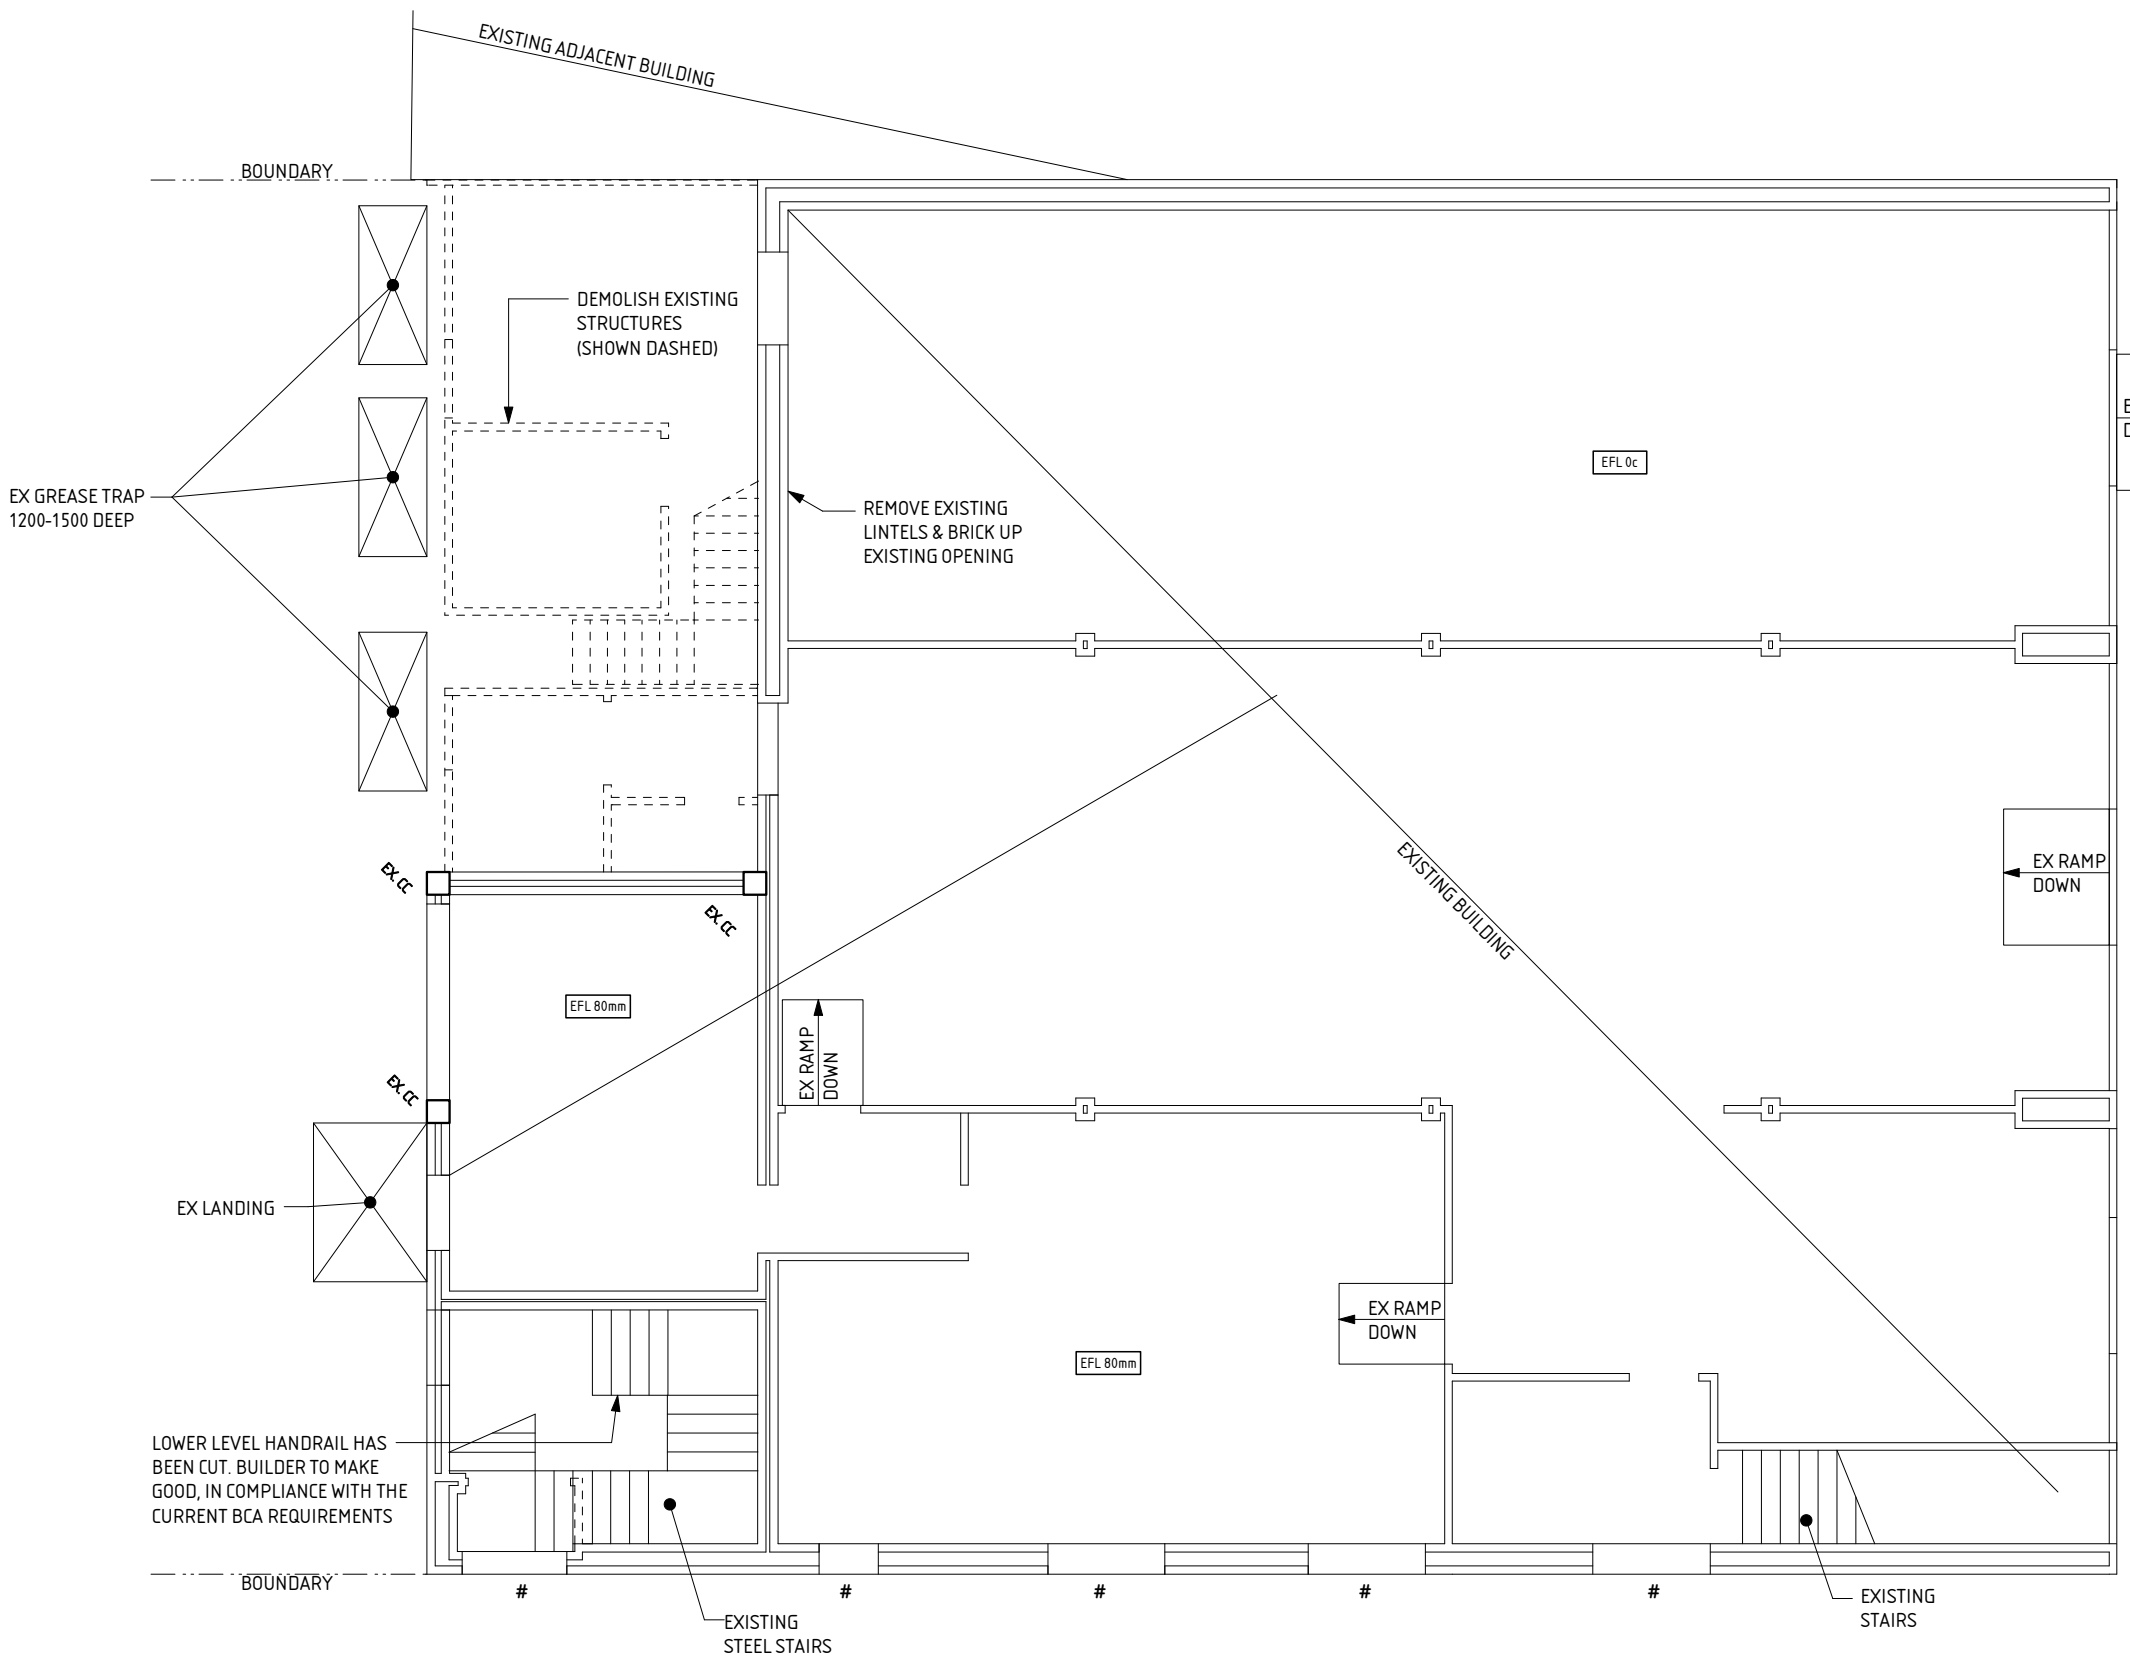 EXISTING ADJACENT BUILDING
BOUNDARY
DEMOLISH EXISTING
STRUCTURES
(SHOWN DASHED)
EX GREASE TRAP
1200-1500 DEEP
REMOVE EXISTING
LINTELS & BRICK UP
EXISTING OPENING
EFL 0c
E
D
EX. CC
EX. CC
EX. CC
EXISTING BUILDING
EX RAMP
DOWN
EFL 80mm
EX RAMP
DOWN
EX LANDING
EX RAMP
DOWN
EFL 80mm
LOWER LEVEL HANDRAIL HAS
BEEN CUT. BUILDER TO MAKE
GOOD, IN COMPLIANCE WITH THE
CURRENT BCA REQUIREMENTS
BOUNDARY
# # # # #
EXISTING
STEEL STAIRS
EXISTING
STAIRS